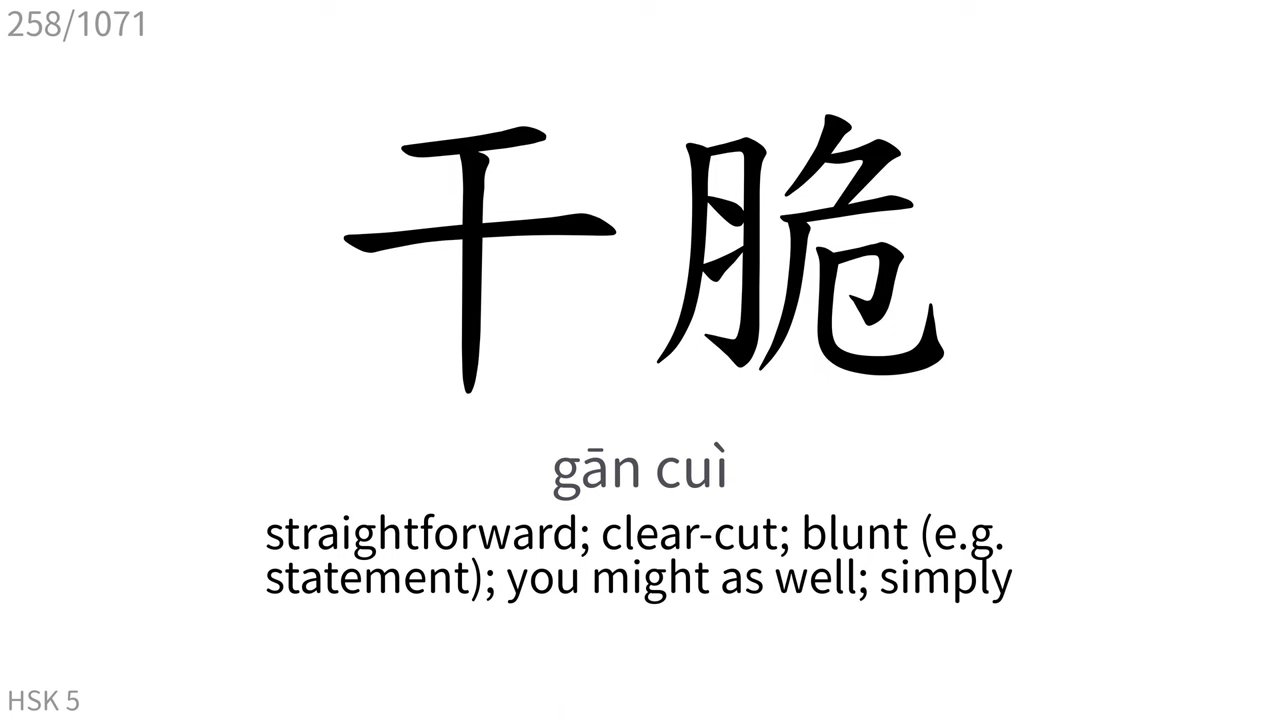 258/1071
干脆
gān cuì
straightforward; clear-cut; blunt (e.g.
statement); you might as well; simply
HSK 5